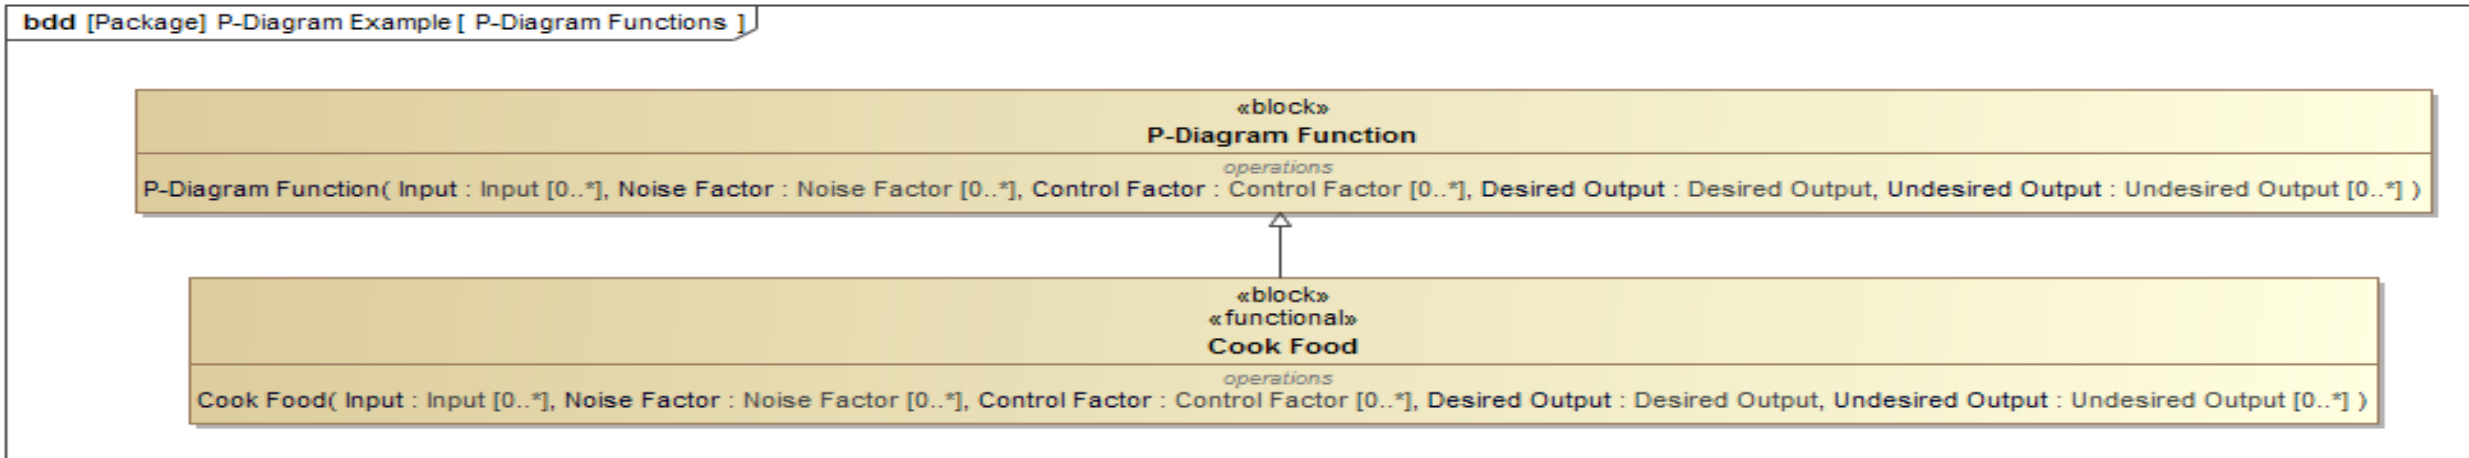 bdd [Package] P-Diagram Example [ P-Diagram Functions ]
«block»
P-Diagram Function
operations
P-Diagram Function( Input : Input [0..*], Noise Factor : Noise Factor [0..*], Control Factor : Control Factor [0..*], Desired Output : Desired Output, Undesired Output : Undesired Output [0..*] )
«block»
«functional»
Cook Food
operations
Cook Food( Input : Input [0..*], Noise Factor : Noise Factor [0..*], Control Factor : Control Factor [0..*], Desired Output : Desired Output, Undesired Output : Undesired Output [0..*] )